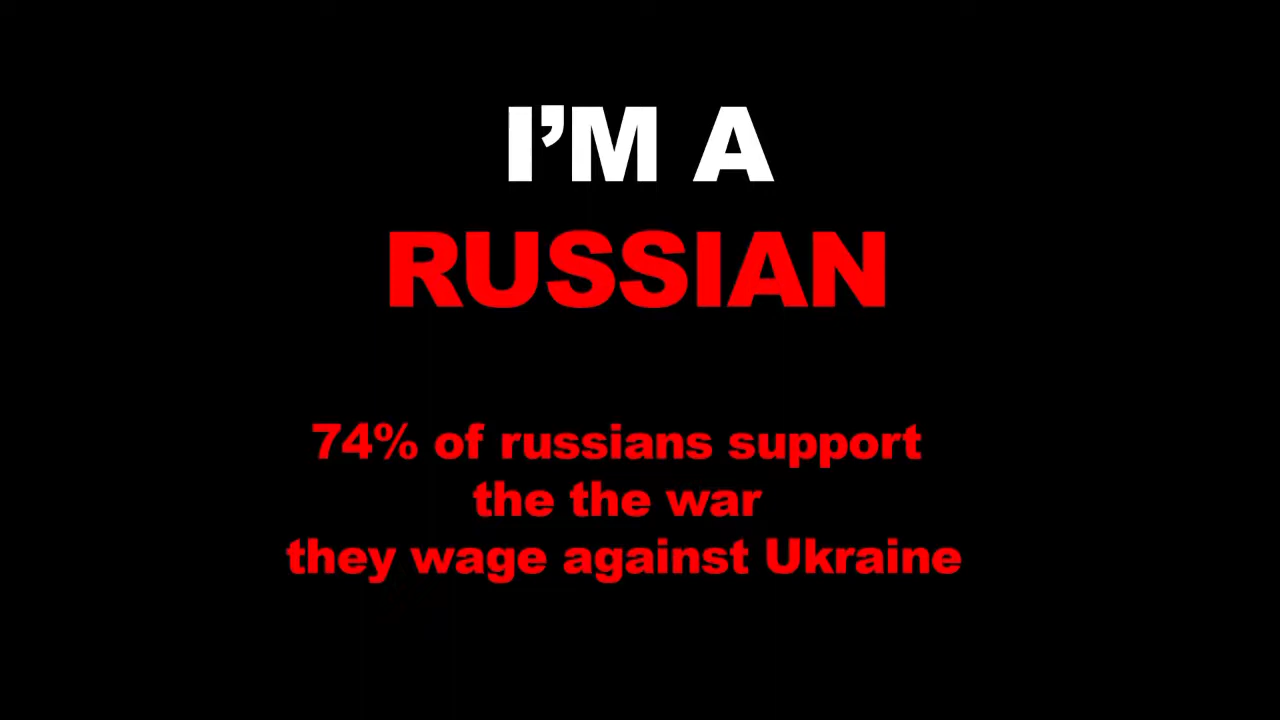 I’M A
RUSSIAN
74% of russians support
the the war
they wage against Ukraine